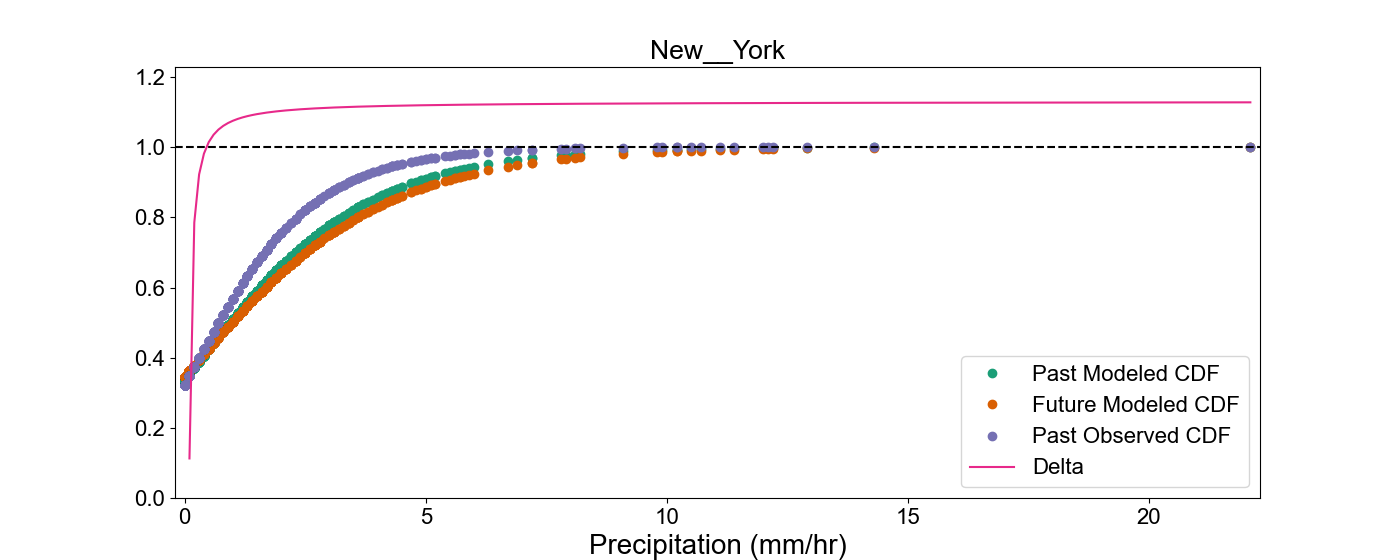 New__York
1.2
1.0
0.8
0.6
0.4
0.2
0.0
0
5
10
15
20
Precipitation (mm/hr)
Past Modeled CDF
Future Modeled CDF
Past Observed CDF
Delta